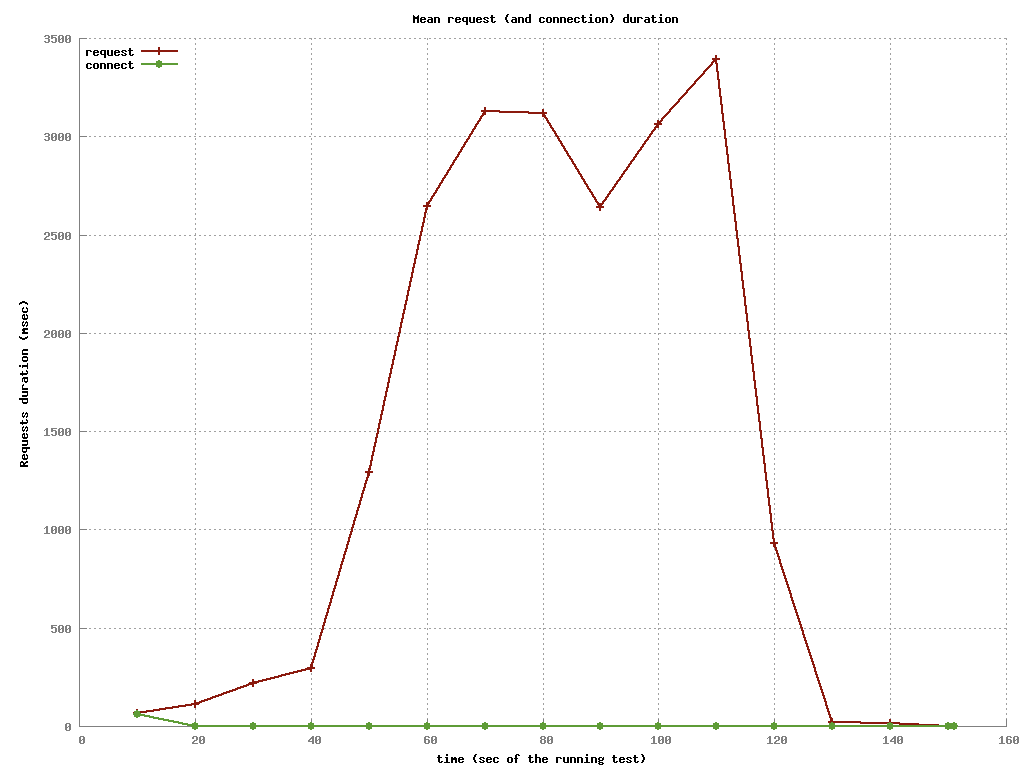 Mean request (and connection) duration
request
connect
3500
3000
2500
2000
1500
1000
500
0
Requests duration (msec)
0 20 40 60 80 100 120 140 160
time (sec of the running test)